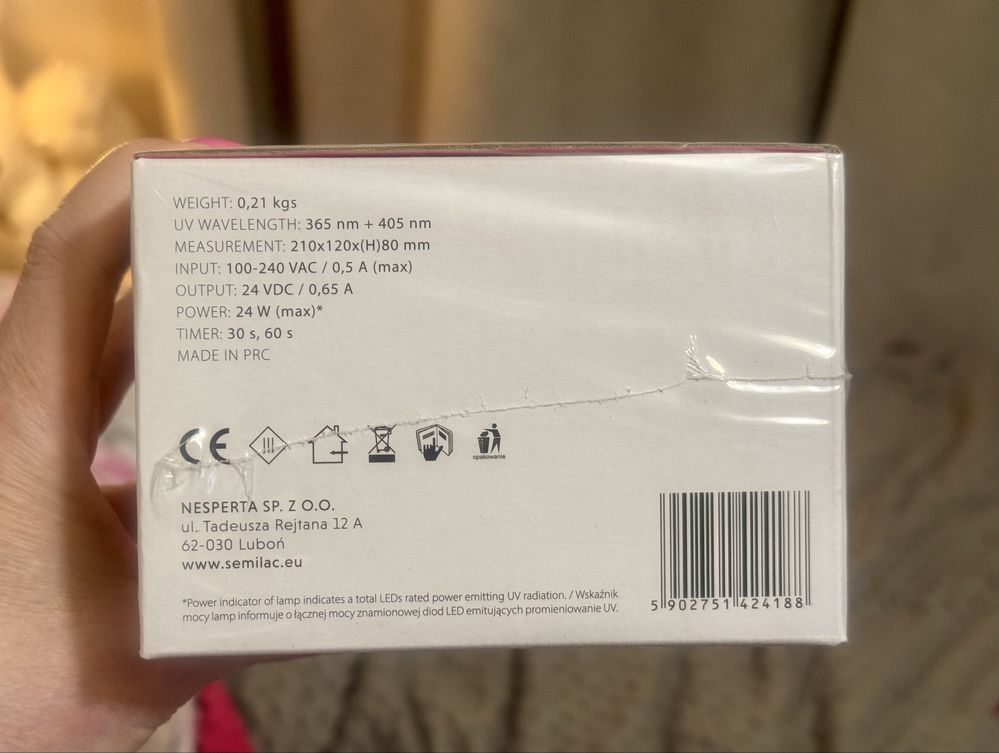 WEIGHT: 0,21 kgs
UV WAVELENGTH: 365 nm + 405 nm
MEASUREMENT: 210x120x(H)80 mm
INPUT: 100-240 VAC / 0,5 A (max)
OUTPUT: 24 VDC / 0,65 A
POWER: 24 W (max)*
TIMER: 30 s, 60 s
MADE IN PRC
CE III
opakowanie
NESPERTA SP. Z O.O.
ul. Tadeusza Rejtana 12 A
62-030 Luboń
www.semilac.eu
*Power indicator of lamp indicates a total LEDs rated power emitting UV radiation. / Wskaźnik
mocy lamp informuje o łącznej mocy znamionowej diod LED emitujących promieniowanie UV.
5 902751 424188